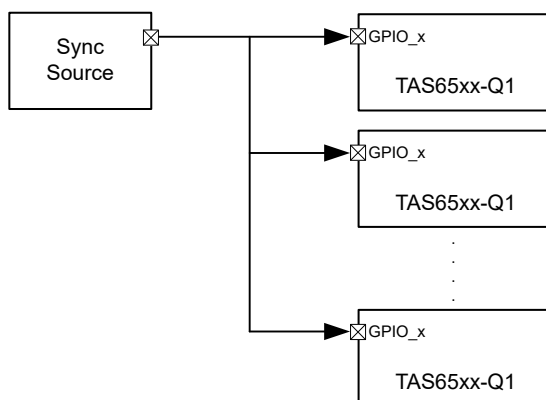 Sync
Source
GPIO_x
TAS65xx-Q1
GPIO_x
TAS65xx-Q1
.
.
.
.
GPIO_x
TAS65xx-Q1